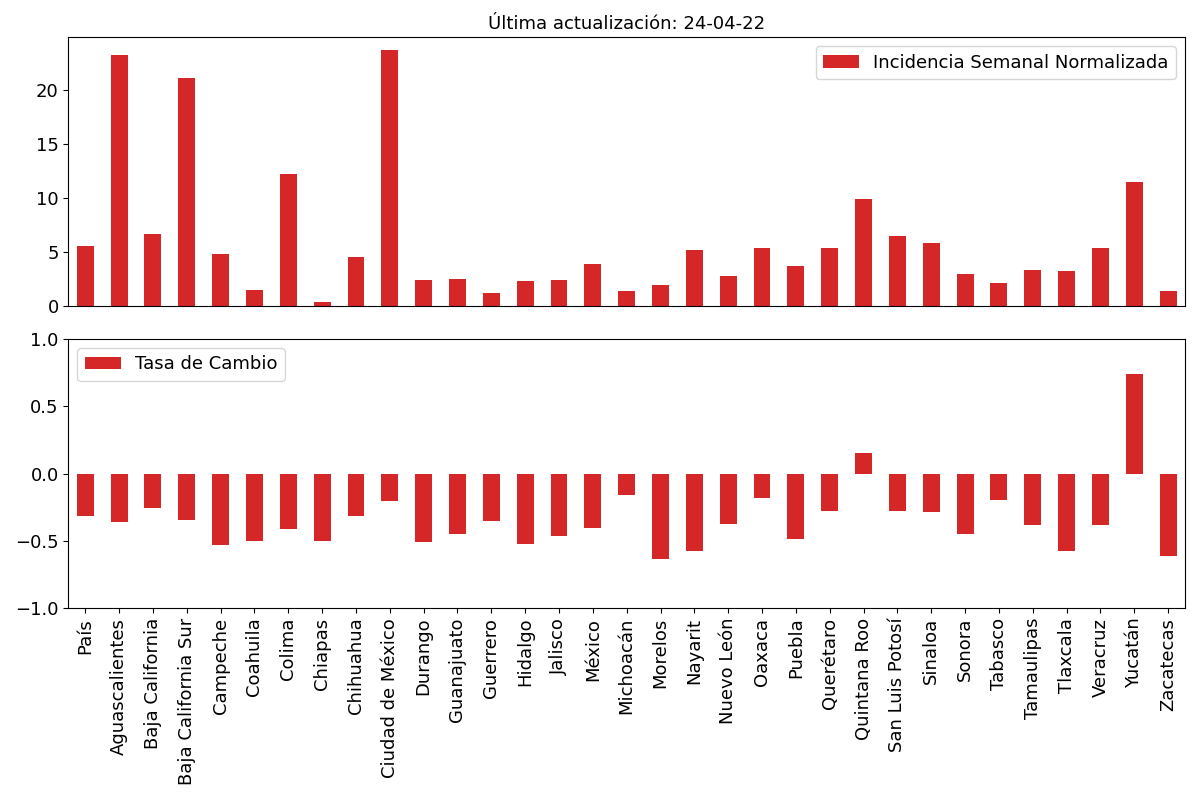 Última actualización: 24-04-22
Incidencia Semanal Normalizada
20
15
10
5
0
Tasa de Cambio
1.0
0.5
0.0
−0.5
−1.0
País
Aguascalientes
Baja California
Baja California Sur
Campeche
Coahuila
Colima
Chiapas
Chihuahua
Ciudad de México
Durango
Guanajuato
Guerrero
Hidalgo
Jalisco
México
Michoacán
Morelos
Nayarit
Nuevo León
Oaxaca
Puebla
Querétaro
Quintana Roo
San Luis Potosí
Sinaloa
Sonora
Tabasco
Tamaulipas
Tlaxcala
Veracruz
Yucatán
Zacatecas